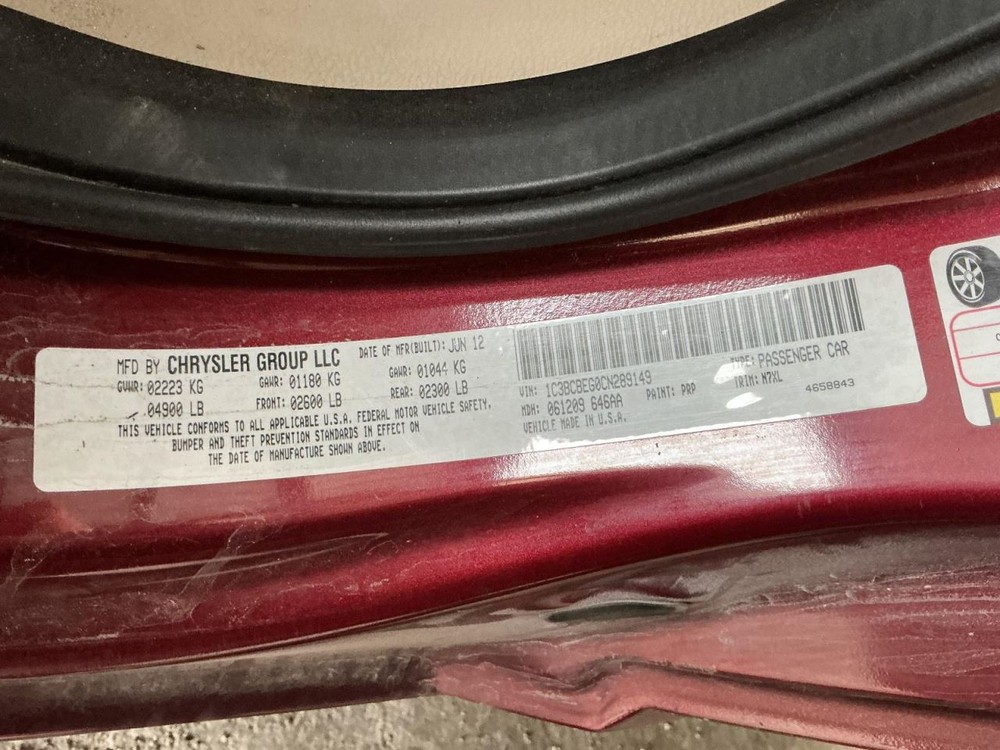 MFD BY CHRYSLER GROUP LLC DATE OF MFR(BUILT): JUN 12
GVWR: 02223 KG GAWR: 01180 KG GAWR: 01044 KG
04900 LB FRONT: 02600 LB REAR: 02300 LB
THIS VEHICLE CONFORMS TO ALL APPLICABLE U.S.A. FEDERAL MOTOR VEHICLE SAFETY,
BUMPER AND THEFT PREVENTION STANDARDS IN EFFECT ON
THE DATE OF MANUFACTURE SHOWN ABOVE.
VIN: 1C3BCBEG0CN289149 TYPE: PASSENGER CAR
MDH: 061209 646AA PAINT: PRP TRIM: M7XL 4658843
VEHICLE MADE IN U.S.A.